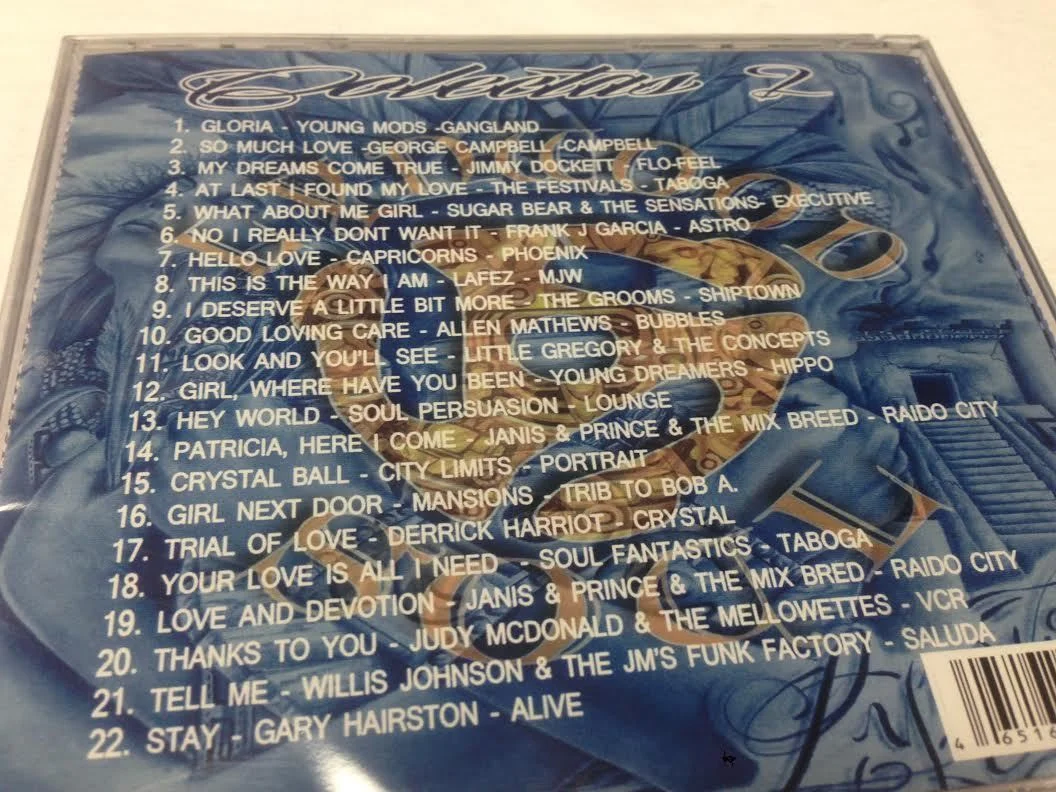 Colectas 2
1. GLORIA - YOUNG MODS -GANGLAND
2. SO MUCH LOVE -GEORGE CAMPBELL -CAMPBELL
3. MY DREAMS COME TRUE - JIMMY DOCKETT - FLO-FEEL
4. AT LAST I FOUND MY LOVE - THE FESTIVALS - TABOGA
5. WHAT ABOUT ME GIRL - SUGAR BEAR & THE SENSATIONS- EXECUTIVE
6. NO I REALLY DONT WANT IT - FRANK J GARCIA - ASTRO
7. HELLO LOVE - CAPRICORNS - PHOENIX
8. THIS IS THE WAY I AM - LAFEZ - MJW
9. I DESERVE A LITTLE BIT MORE - THE GROOMS - SHIPTOWN
10. GOOD LOVING CARE - ALLEN MATHEWS - BUBBLES
11. LOOK AND YOU'LL SEE - LITTLE GREGORY & THE CONCEPTS
12. GIRL, WHERE HAVE YOU BEEN - YOUNG DREAMERS - HIPPO
13. HEY WORLD - SOUL PERSUASION - LOUNGE
14. PATRICIA, HERE I COME - JANIS & PRINCE & THE MIX BREED - RAIDO CITY
15. CRYSTAL BALL - CITY LIMITS - PORTRAIT
16. GIRL NEXT DOOR - MANSIONS - TRIB TO BOB A.
17. TRIAL OF LOVE - DERRICK HARRIOT - CRYSTAL
18. YOUR LOVE IS ALL I NEED - SOUL FANTASTICS - TABOGA
19. LOVE AND DEVOTION - JANIS & PRINCE & THE MIX BRED - RAIDO CITY
20. THANKS TO YOU - JUDY MCDONALD & THE MELLOWETTES - VCR
21. TELL ME - WILLIS JOHNSON & THE JM'S FUNK FACTORY - SALUDA
22. STAY - GARY HAIRSTON - ALIVE
4 6516